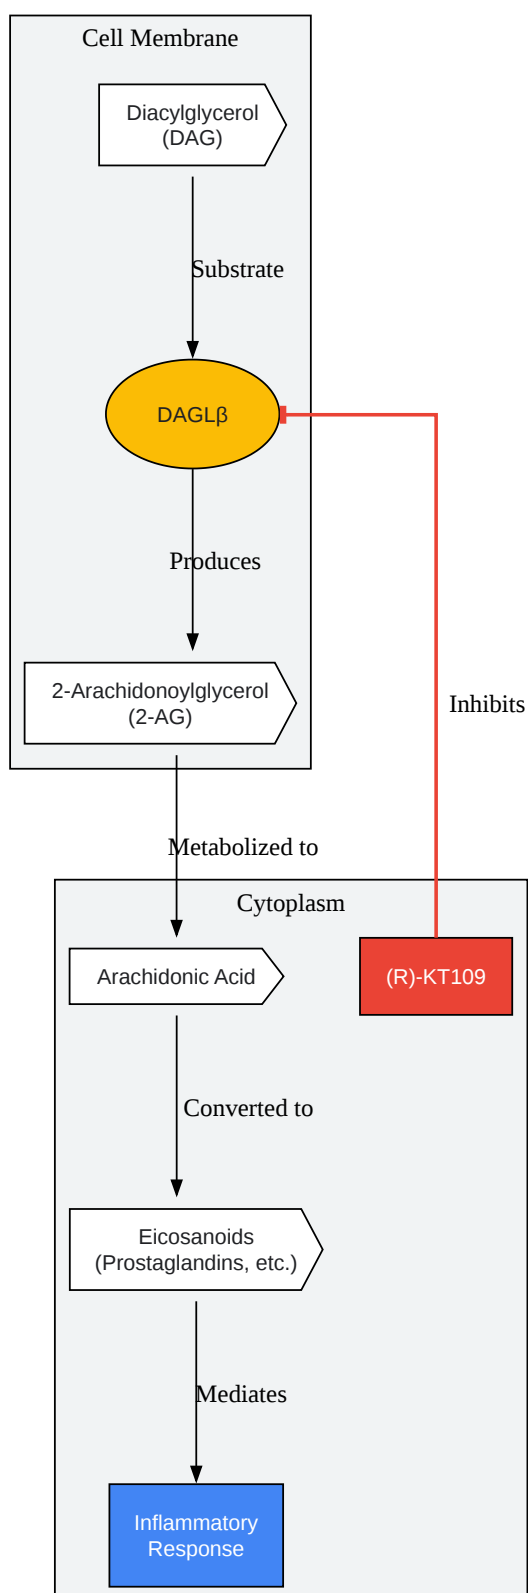 Cell Membrane
Diacylglycerol
(DAG)
Substrate
DAGLβ
Produces
2-Arachidonoylglycerol
(2-AG)
Inhibits
Metabolized to
Cytoplasm
Arachidonic Acid
(R)-KT109
Converted to
Eicosanoids
(Prostaglandins, etc.)
Mediates
Inflammatory
Response